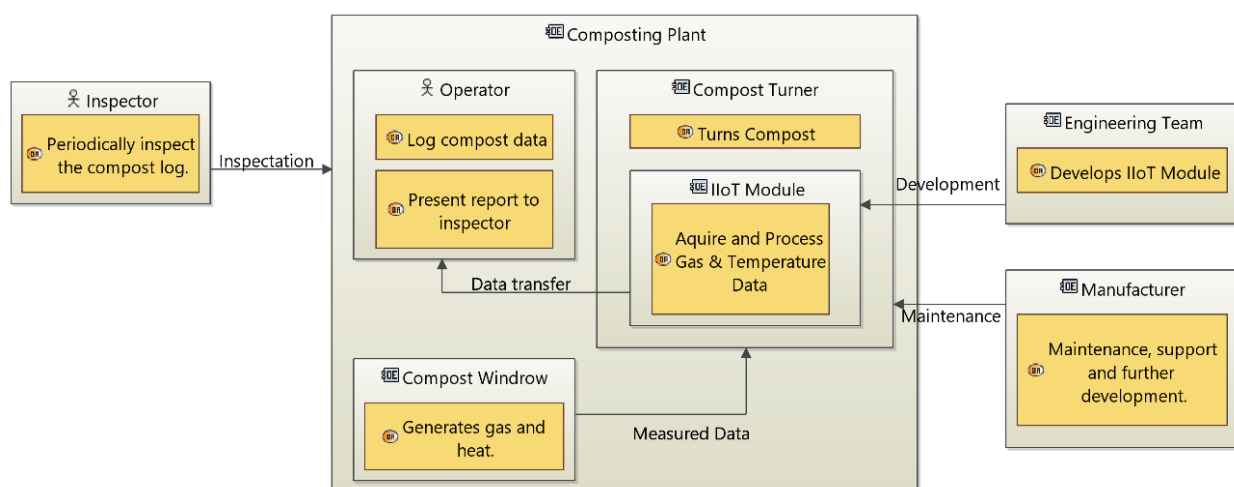 Composting Plant
Inspector
Periodically inspect
the compost log.
Inspectation
Operator
Log compost data
Present report to
inspector
Compost Turner
Turns Compost
IIoT Module
Aquire and Process
Gas & Temperature
Data
Data transfer
Compost Windrow
Generates gas and
heat.
Measured Data
Engineering Team
Develops IIoT Module
Development
Manufacturer
Maintenance, support
and further
development.
Maintenance